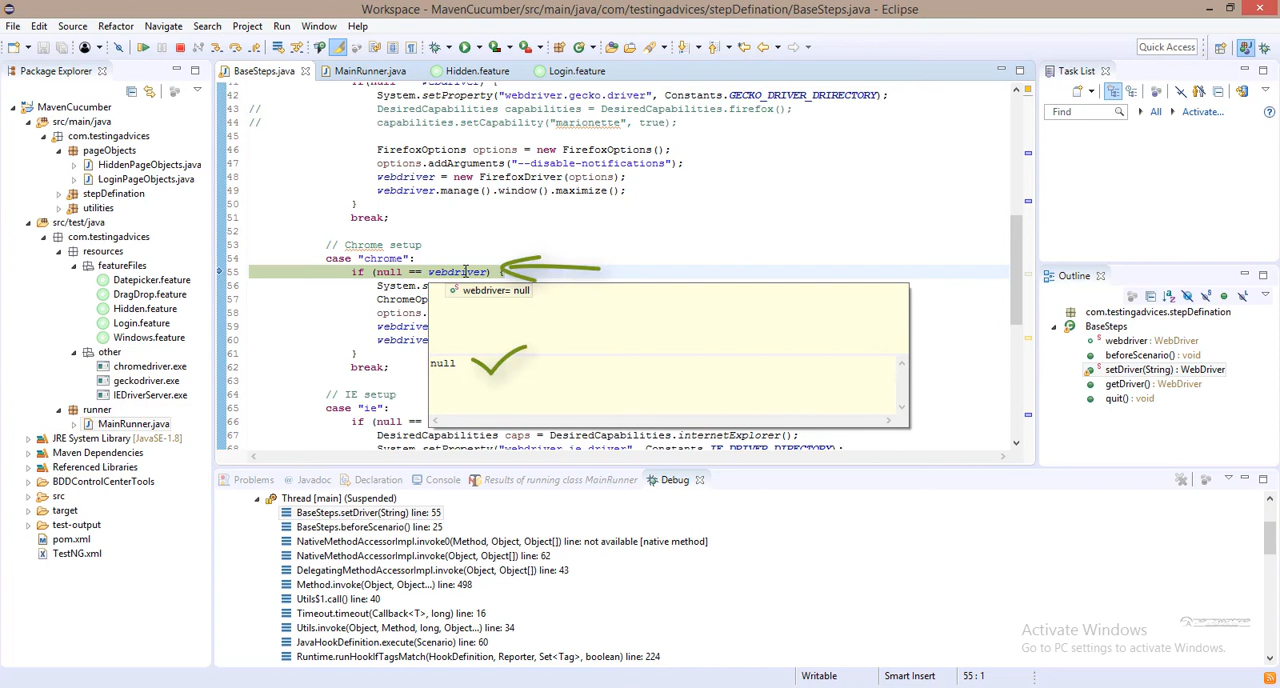 Workspace - MavenCucumber/src/main/java/com/testingadvices/stepDefination/BaseSteps.java - Eclipse
File Edit Source Refactor Navigate Search Project Run Window Help
Quick Access
Package Explorer
MavenCucumber
src/main/java
com.testingadvices
pageObjects
HiddenPageObjects.java
LoginPageObjects.java
stepDefination
utilities
src/test/java
com.testingadvices
resources
featureFiles
Datepicker.feature
DragDrop.feature
Hidden.feature
Login.feature
Windows.feature
other
chromedriver.exe
geckodriver.exe
IEDriverServer.exe
runner
MainRunner.java
JRE System Library [JavaSE-1.8]
Maven Dependencies
Referenced Libraries
BDDControlCenterTools
src
target
test-output
pom.xml
TestNG.xml
BaseSteps.java MainRunner.java Hidden.feature Login.feature
42 System.setProperty("webdriver.gecko.driver", Constants.GECKO_DRIVER_DRIRECTORY);
43 // DesiredCapabilities capabilities = DesiredCapabilities.firefox();
44 // capabilities.setCapability("marionette", true);
45
46 FirefoxOptions options = new FirefoxOptions();
47 options.addArguments("--disable-notifications");
48 webdriver = new FirefoxDriver(options);
49 webdriver.manage().window().maximize();
50 }
51 break;
52
53 // Chrome setup
54 case "chrome":
55 if (null == webdriver) {
56 System.s
57 ChromeOp
58 options.
59 webdrive
60 webdrive
61 }
62 break;
63
64 // IE setup
65 case "ie":
66 if (null ==
67 DesiredCapabilities caps = DesiredCapabilities.internetExplorer();
webdriver= null
null
Task List
Find All Activate...
Outline
com.testingadvices.stepDefination
BaseSteps
webdriver : WebDriver
beforeScenario() : void
setDriver(String) : WebDriver
getDriver() : WebDriver
quit() : void
Problems Javadoc Declaration Console Results of running class MainRunner Debug
Thread [main] (Suspended)
BaseSteps.setDriver(String) line: 55
BaseSteps.beforeScenario() line: 25
NativeMethodAccessorImpl.invoke0(Method, Object, Object[]) line: not available [native method]
NativeMethodAccessorImpl.invoke(Object, Object[]) line: 62
DelegatingMethodAccessorImpl.invoke(Object, Object[]) line: 43
Method.invoke(Object, Object...) line: 498
Utils$1.call() line: 40
Timeout.timeout(Callback<T>, long) line: 16
Utils.invoke(Object, Method, long, Object...) line: 34
JavaHookDefinition.execute(Scenario) line: 60
Runtime.runHookIfTagsMatch(HookDefinition, Reporter, Set<Tag>, boolean) line: 224
Activate Windows
Go to PC settings to activate Windows.
Writable Smart Insert 55 : 1